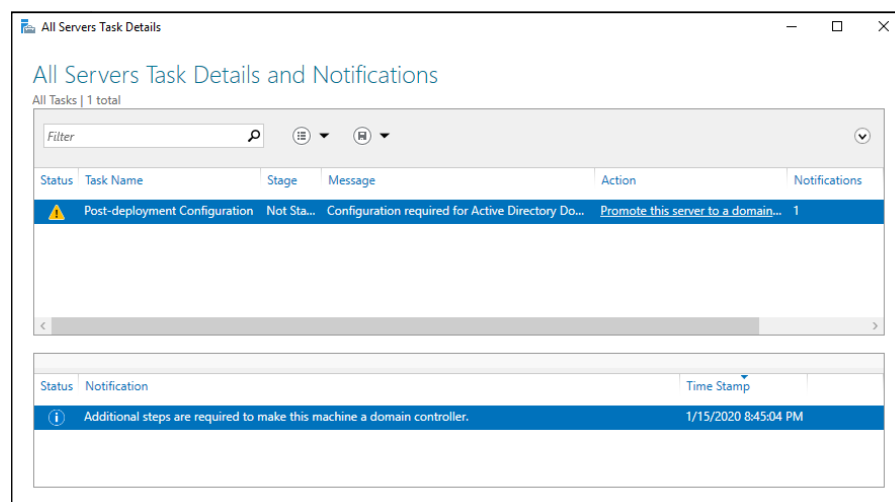 All Servers Task Details
All Servers Task Details and Notifications
All Tasks | 1 total
Filter
Status Task Name Stage Message Action Notifications
Post-deployment Configuration Not Sta... Configuration required for Active Directory Do... Promote this server to a domain... 1
Status Notification Time Stamp
Additional steps are required to make this machine a domain controller. 1/15/2020 8:45:04 PM